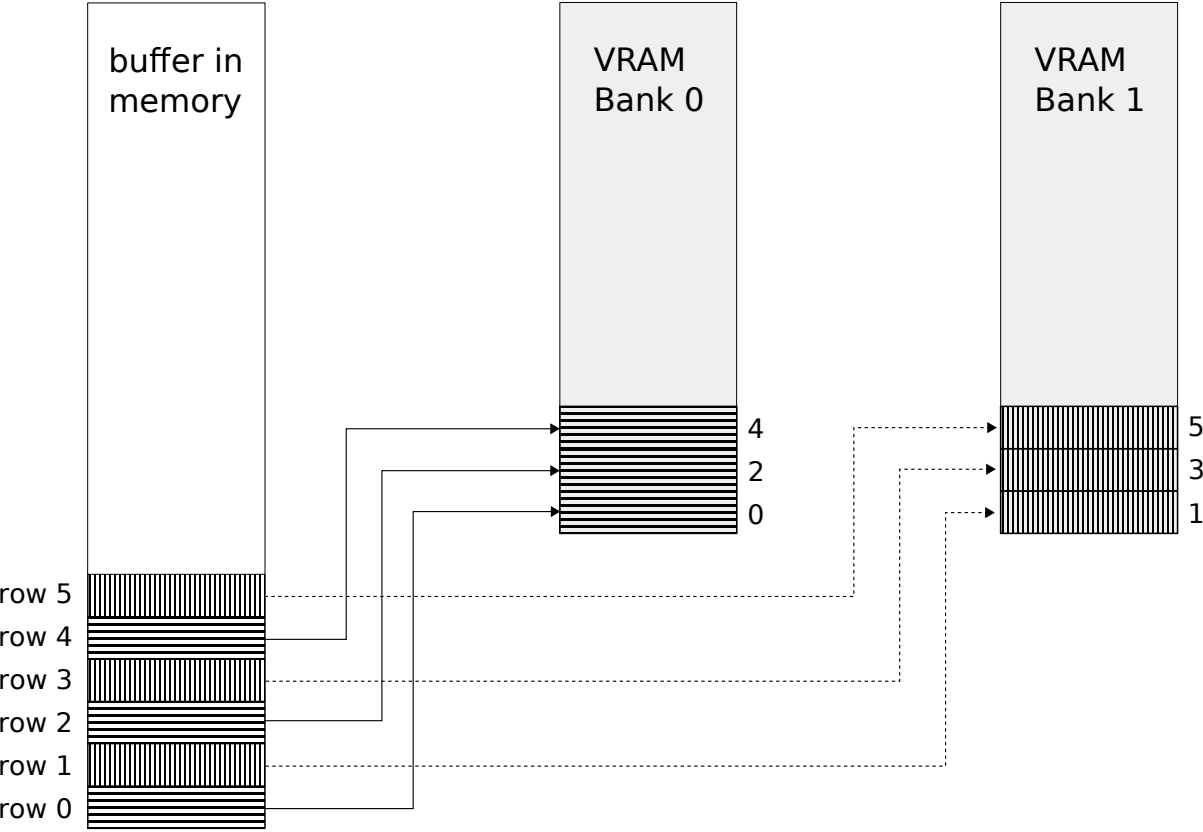 buffer in
memory
VRAM
Bank 0
VRAM
Bank 1
4
2
0
5
3
1
row 5
row 4
row 3
row 2
row 1
row 0